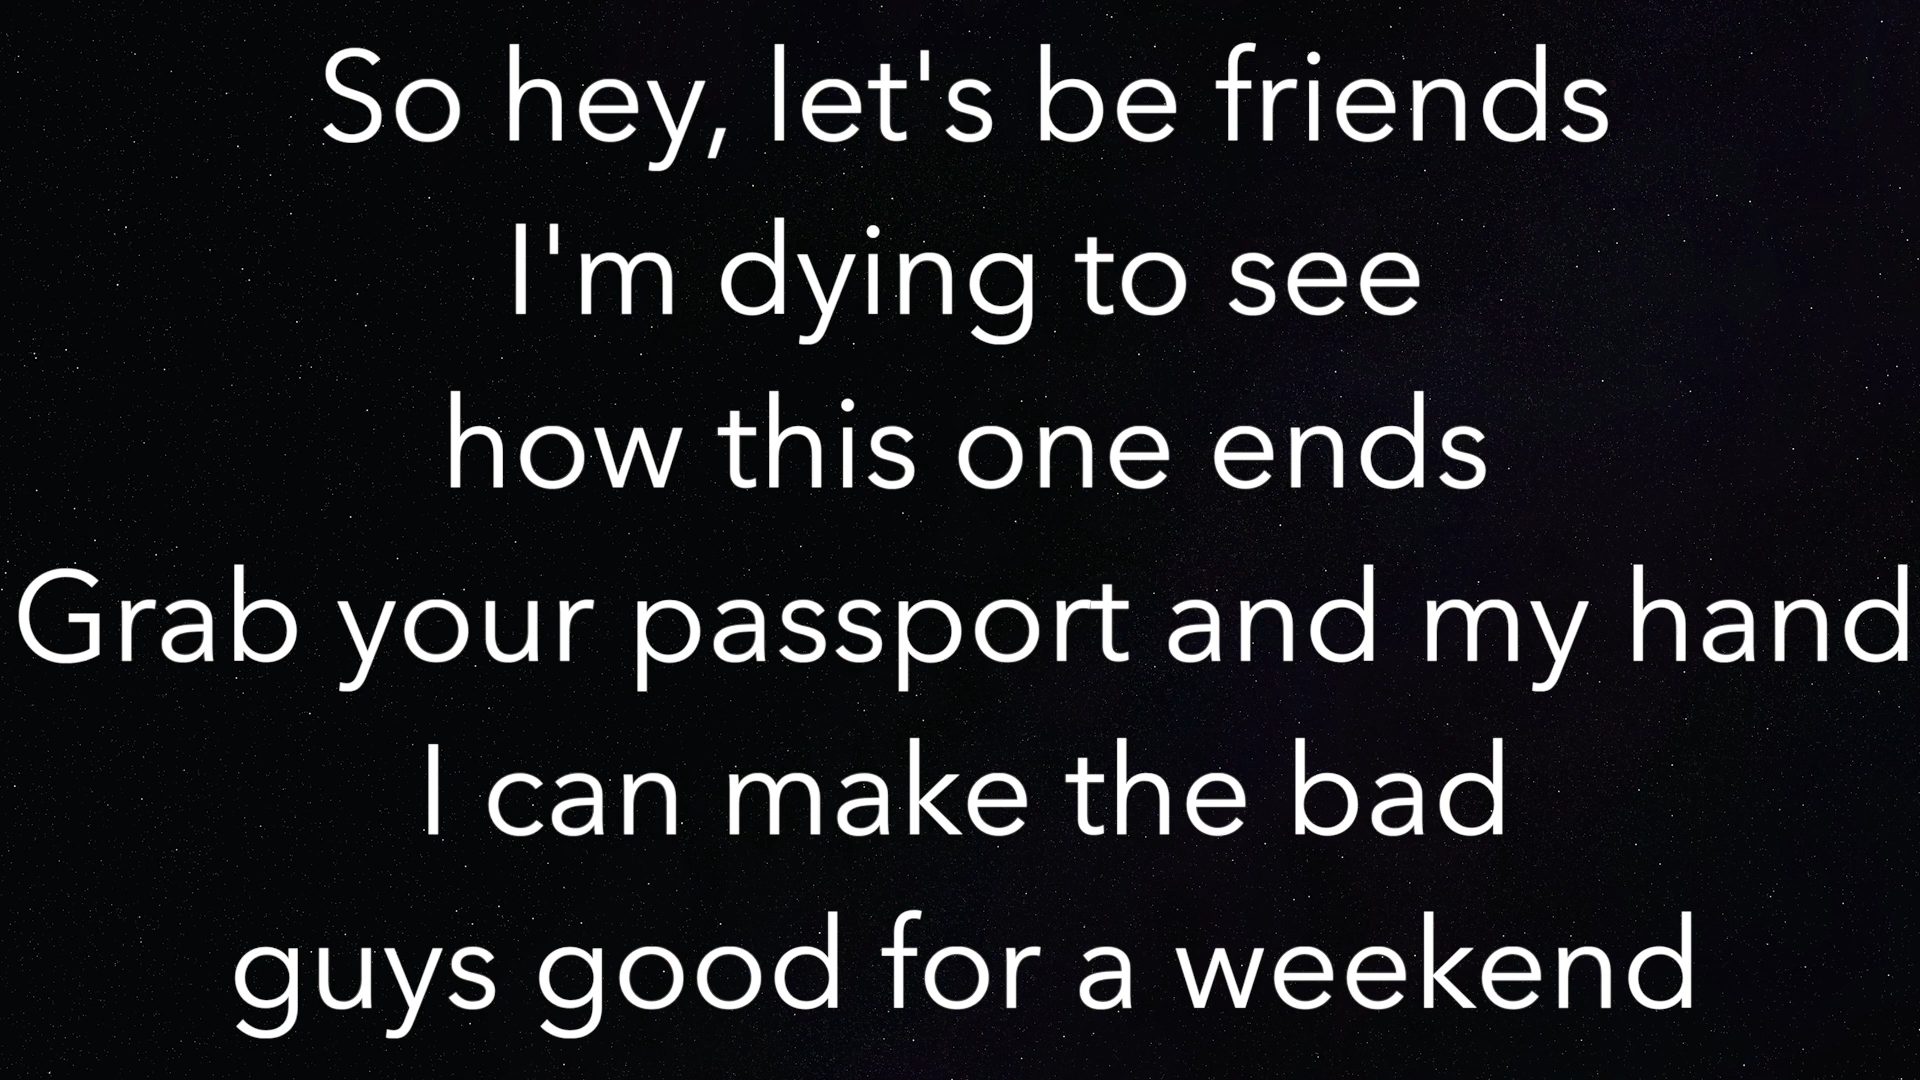 So hey, let's be friends
I'm dying to see
how this one ends
Grab your passport and my hand
I can make the bad
guys good for a weekend